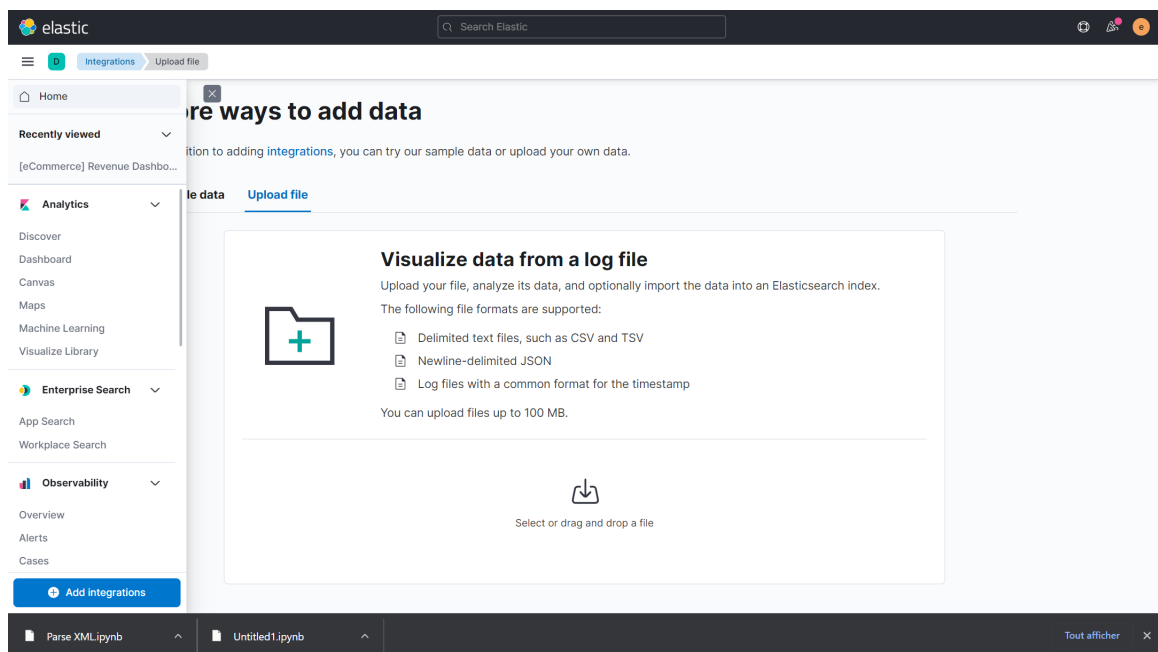 elastic
Search Elastic
e
D
Integrations
Upload file
Home
Recently viewed
[eCommerce] Revenue Dashbo...
Analytics
Discover
Dashboard
Canvas
Maps
Machine Learning
Visualize Library
Enterprise Search
App Search
Workplace Search
Observability
Overview
Alerts
Cases
Add integrations
ways to add data
to adding integrations, you can try our sample data or upload your own data.
data
Upload file
Visualize data from a log file
Upload your file, analyze its data, and optionally import the data into an Elasticsearch index.
The following file formats are supported:
Delimited text files, such as CSV and TSV
Newline-delimited JSON
Log files with a common format for the timestamp
You can upload files up to 100 MB.
Select or drag and drop a file
Parse XML.ipynb
Untitled1.ipynb
Tout afficher